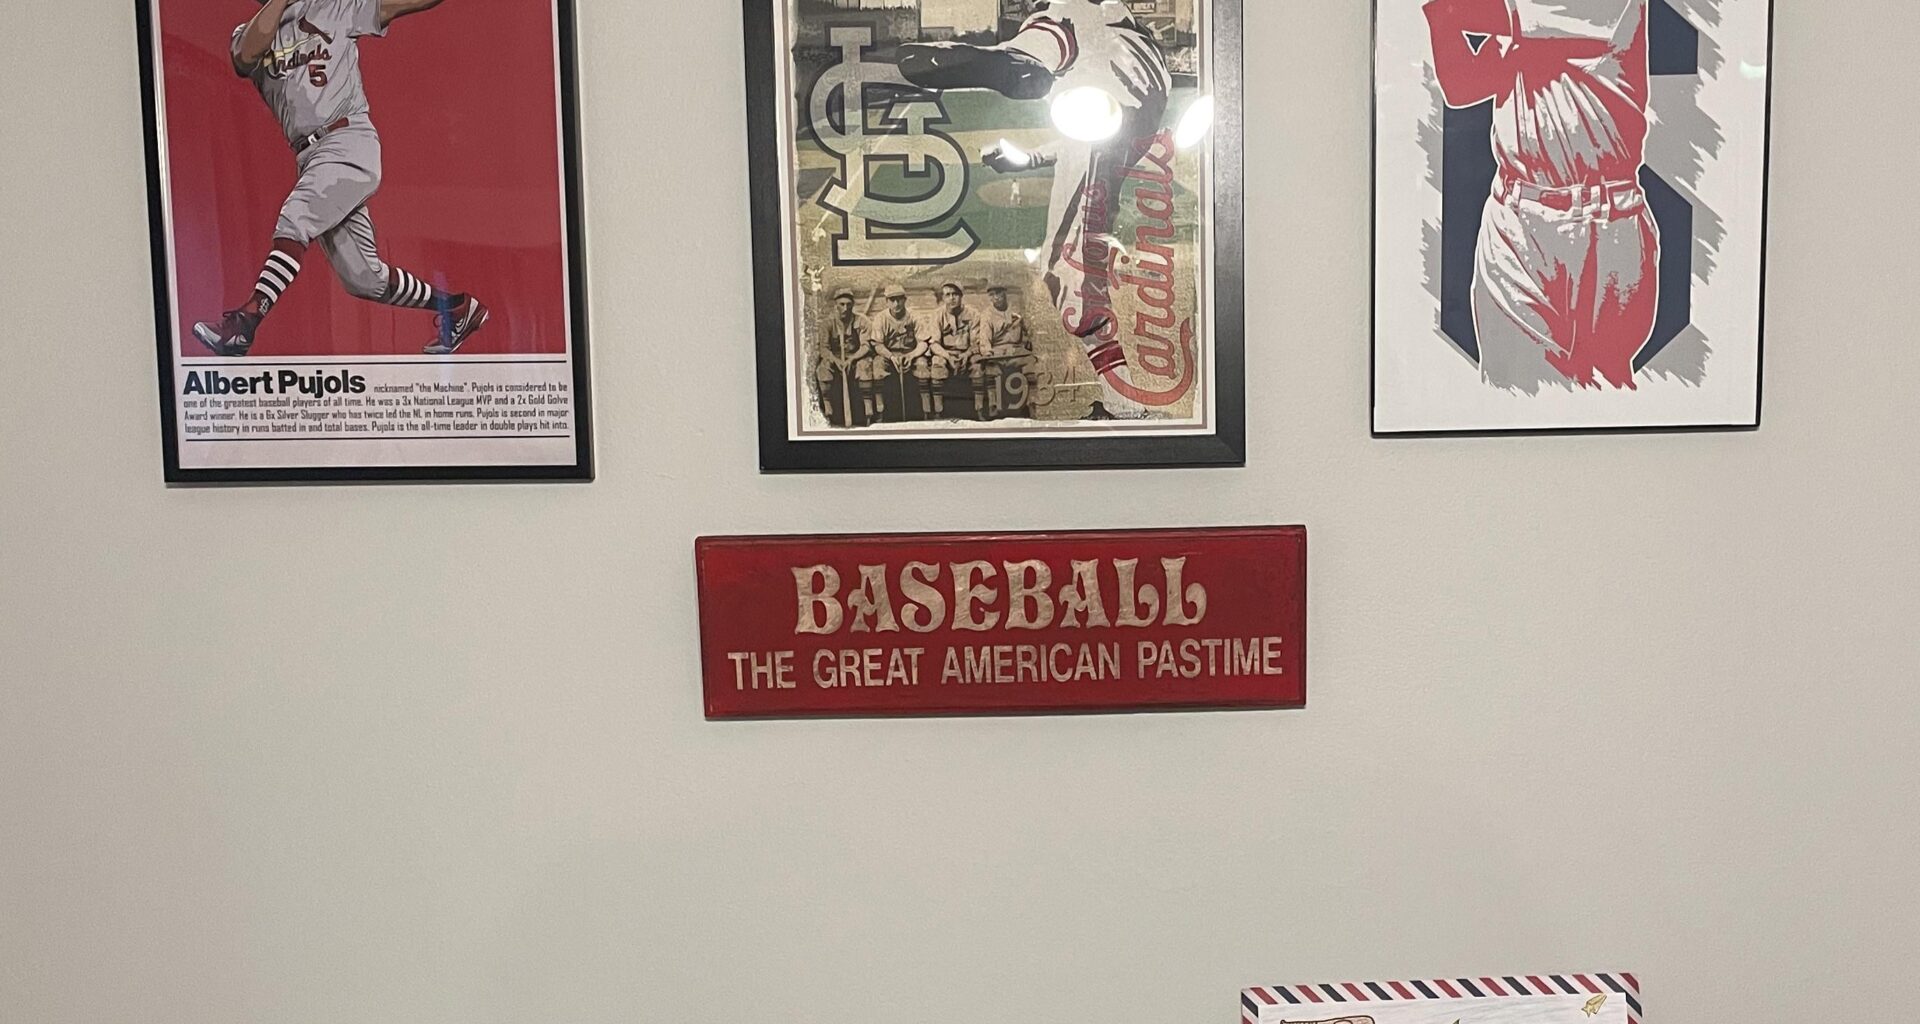 Cardinals
5
Albert Pujols nicknamed "the Machine". Pujols is considered to be
one of the greatest baseball players of all time. He was a 3x National League MVP and a 2x Gold Golve
Award winner. He is a 6x Silver Slugger who has twice led the NL in home runs. Pujols is second in major
league history in runs batted in and total bases. Pujols is the all-time leader in double plays hit into.
STL
St. Louis
Cardinals
1934
BASEBALL
THE GREAT AMERICAN PASTIME